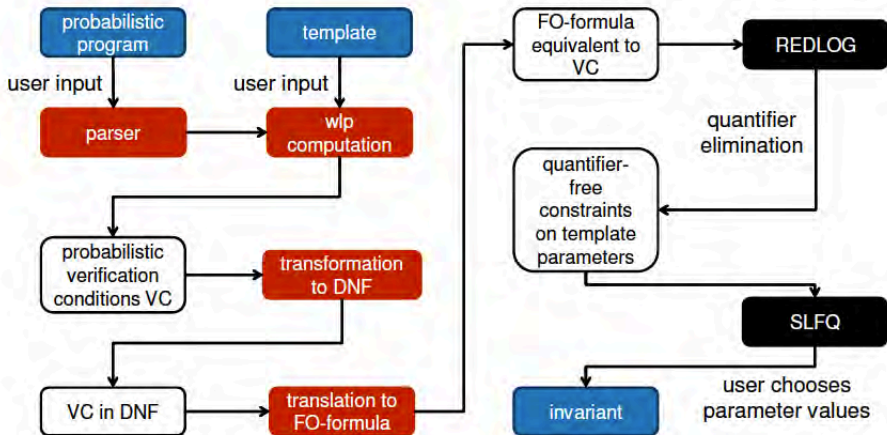 probabilistic
program
template
user input
user input
parser
wlp
computation
probabilistic
verification
conditions VC
transformation
to DNF
VC in DNF
translation to
FO-formula
FO-formula
equivalent to
VC
REDLOG
quantifier
elimination
quantifier-
free
constraints
on template
parameters
SLFQ
user chooses
parameter values
invariant